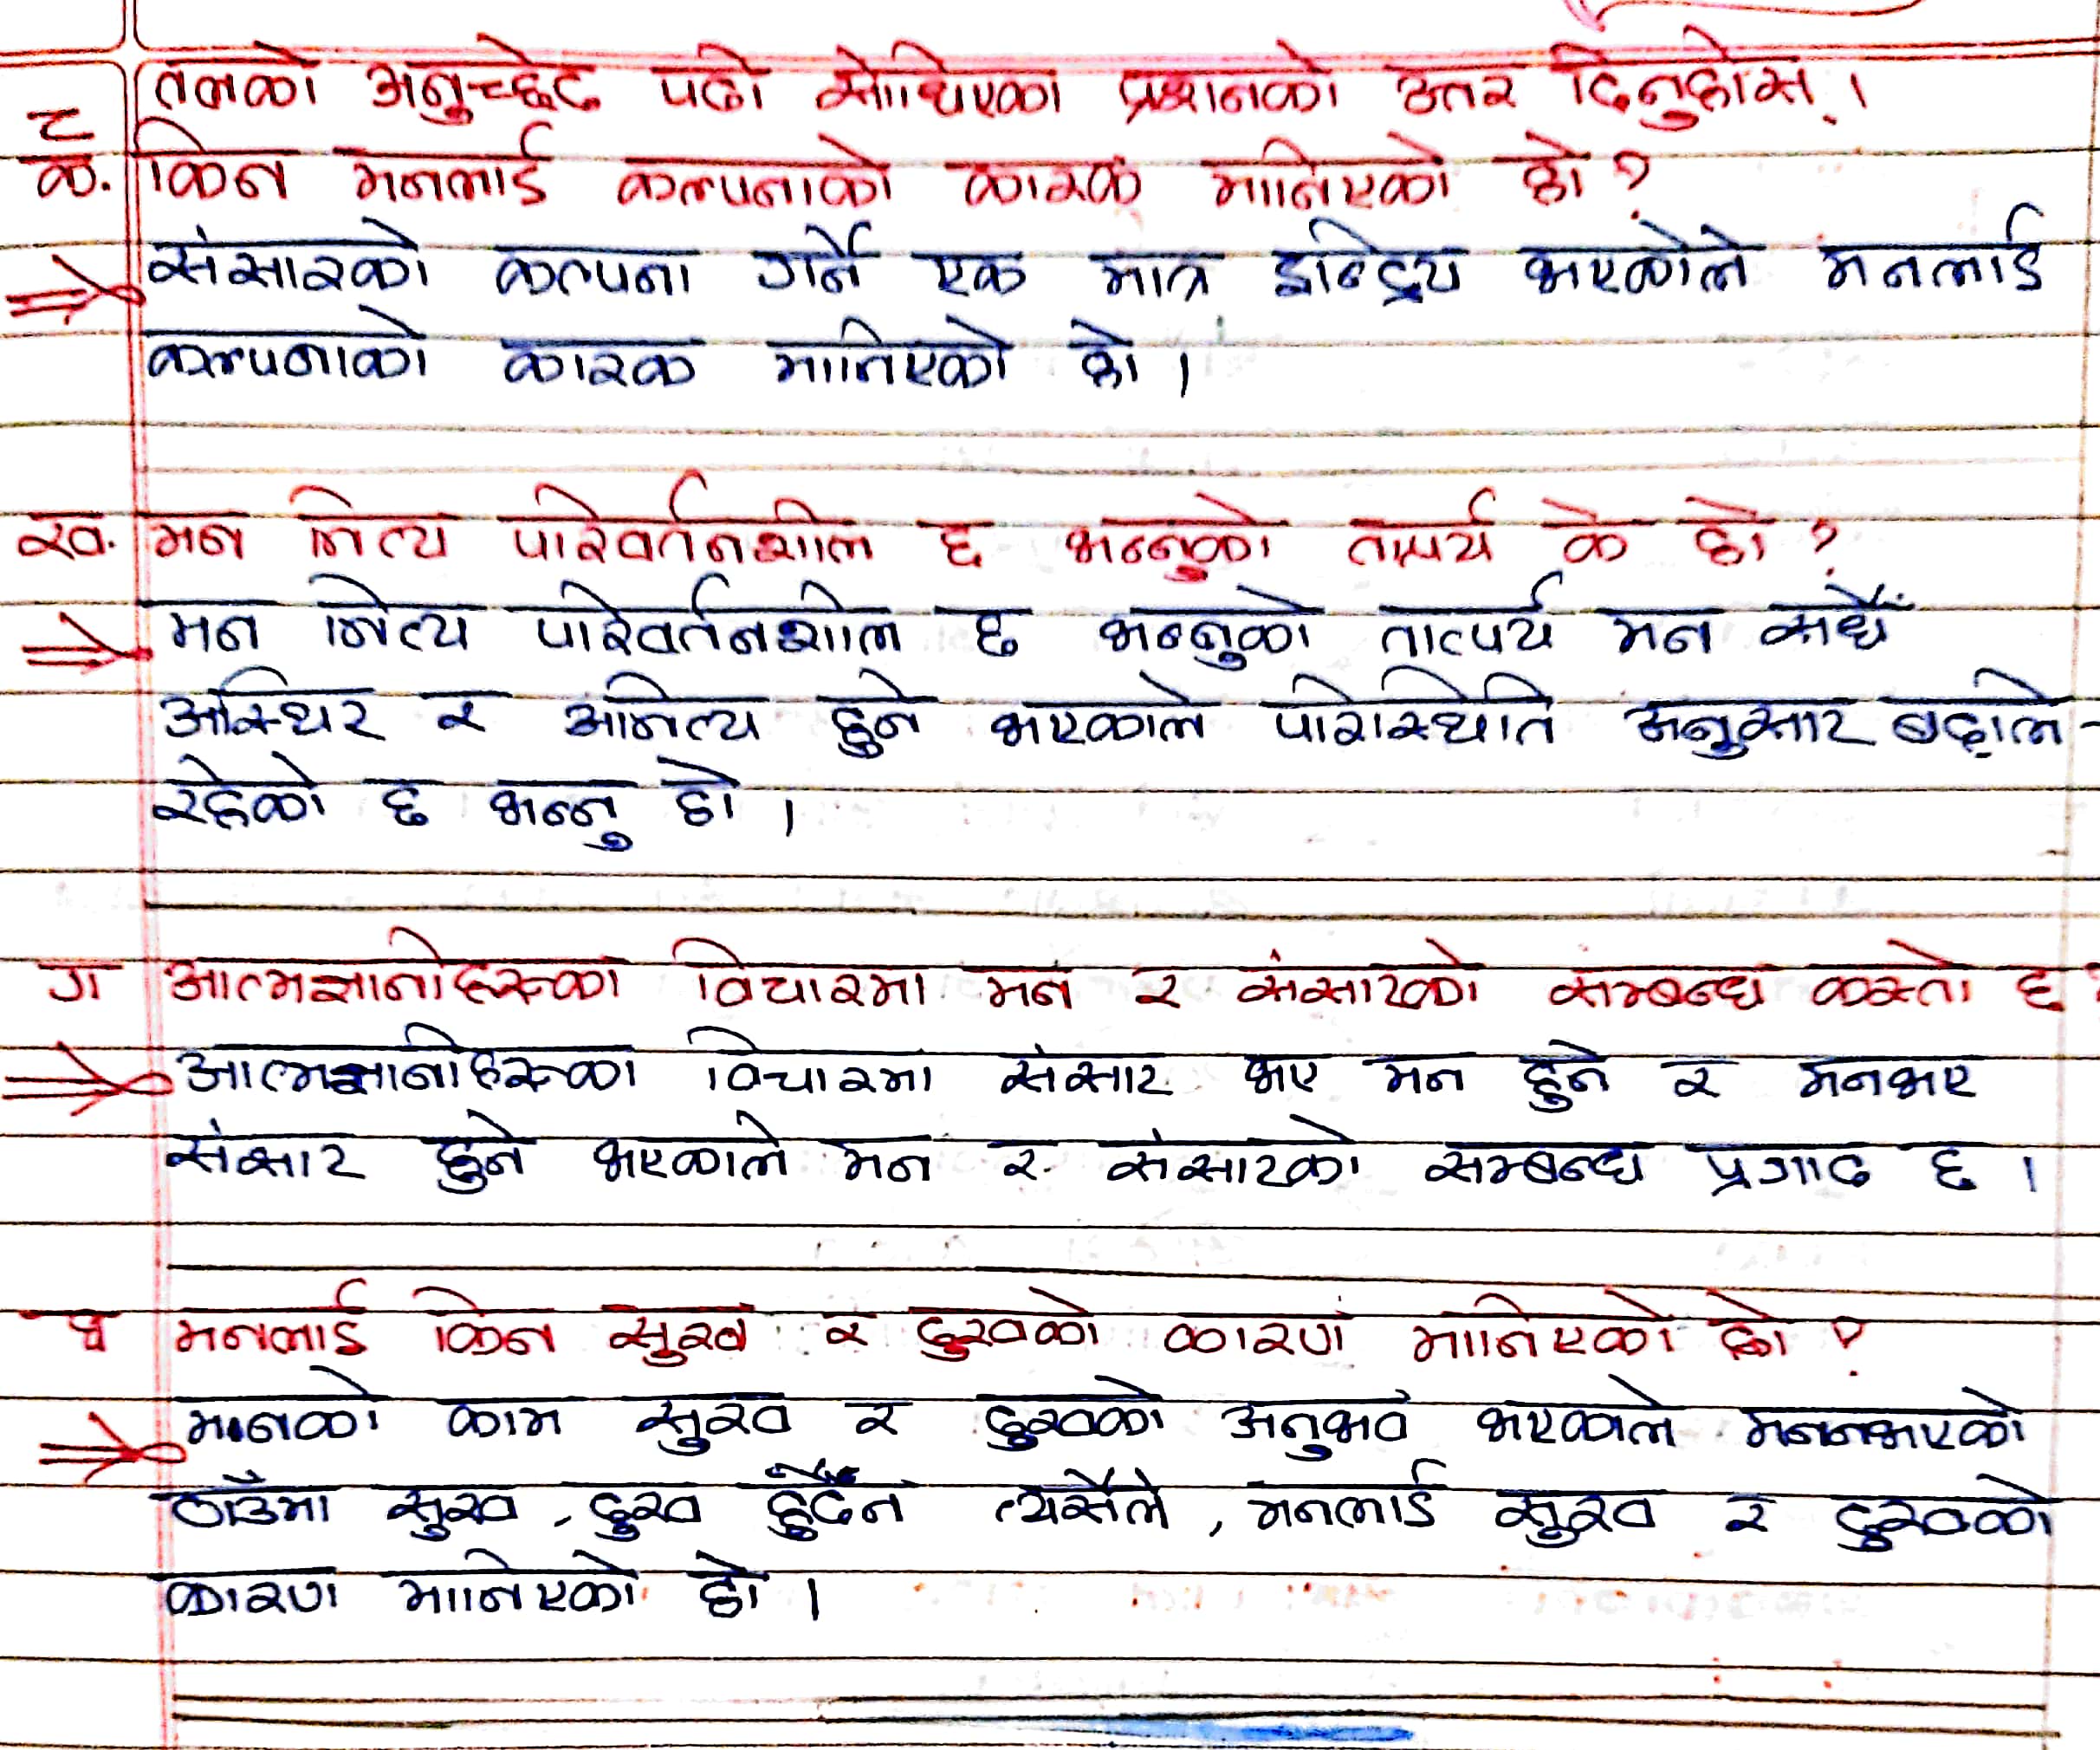 ८ तलको अनुच्छेद पढी सोधिएका प्रश्नको उत्तर दिनुहोस् ।
क. किन मनलाई कल्पनाको कारक मानिएको हो ?
⇒ संसारको कल्पना गर्ने एक मात्र इन्द्रिय भएकोले मनलाई
कल्पनाको कारक मानिएको हो ।
ख. मन नित्य परिवर्तनशील छ भन्नुको तात्पर्य के हो ?
⇒ मन नित्य परिवर्तनशील छ भन्नुको तात्पर्य मन सधैँ
अस्थिर र अनित्य हुने भएकाले परिस्थिति अनुसार बदलि-
रहेको छ भन्नु हो ।
ग आत्मज्ञानीहरूका विचारमा मन र संसारको सम्बन्ध कस्तो छ ?
⇒ आत्मज्ञानीहरूका विचारमा संसार भए मन हुने र मनभए
संसार हुने भएकाले मन र संसारको सम्बन्ध प्रगाढ छ ।
घ मनलाई किन सुख र दुखको कारण मानिएको हो ?
⇒ मनको काम सुख र दुखको अनुभव भएकाले मननभएको
ठाउँमा सुख, दुख हुँदैन त्यसैले, मनलाई सुख र दुखको
कारण मानिएको हो ।